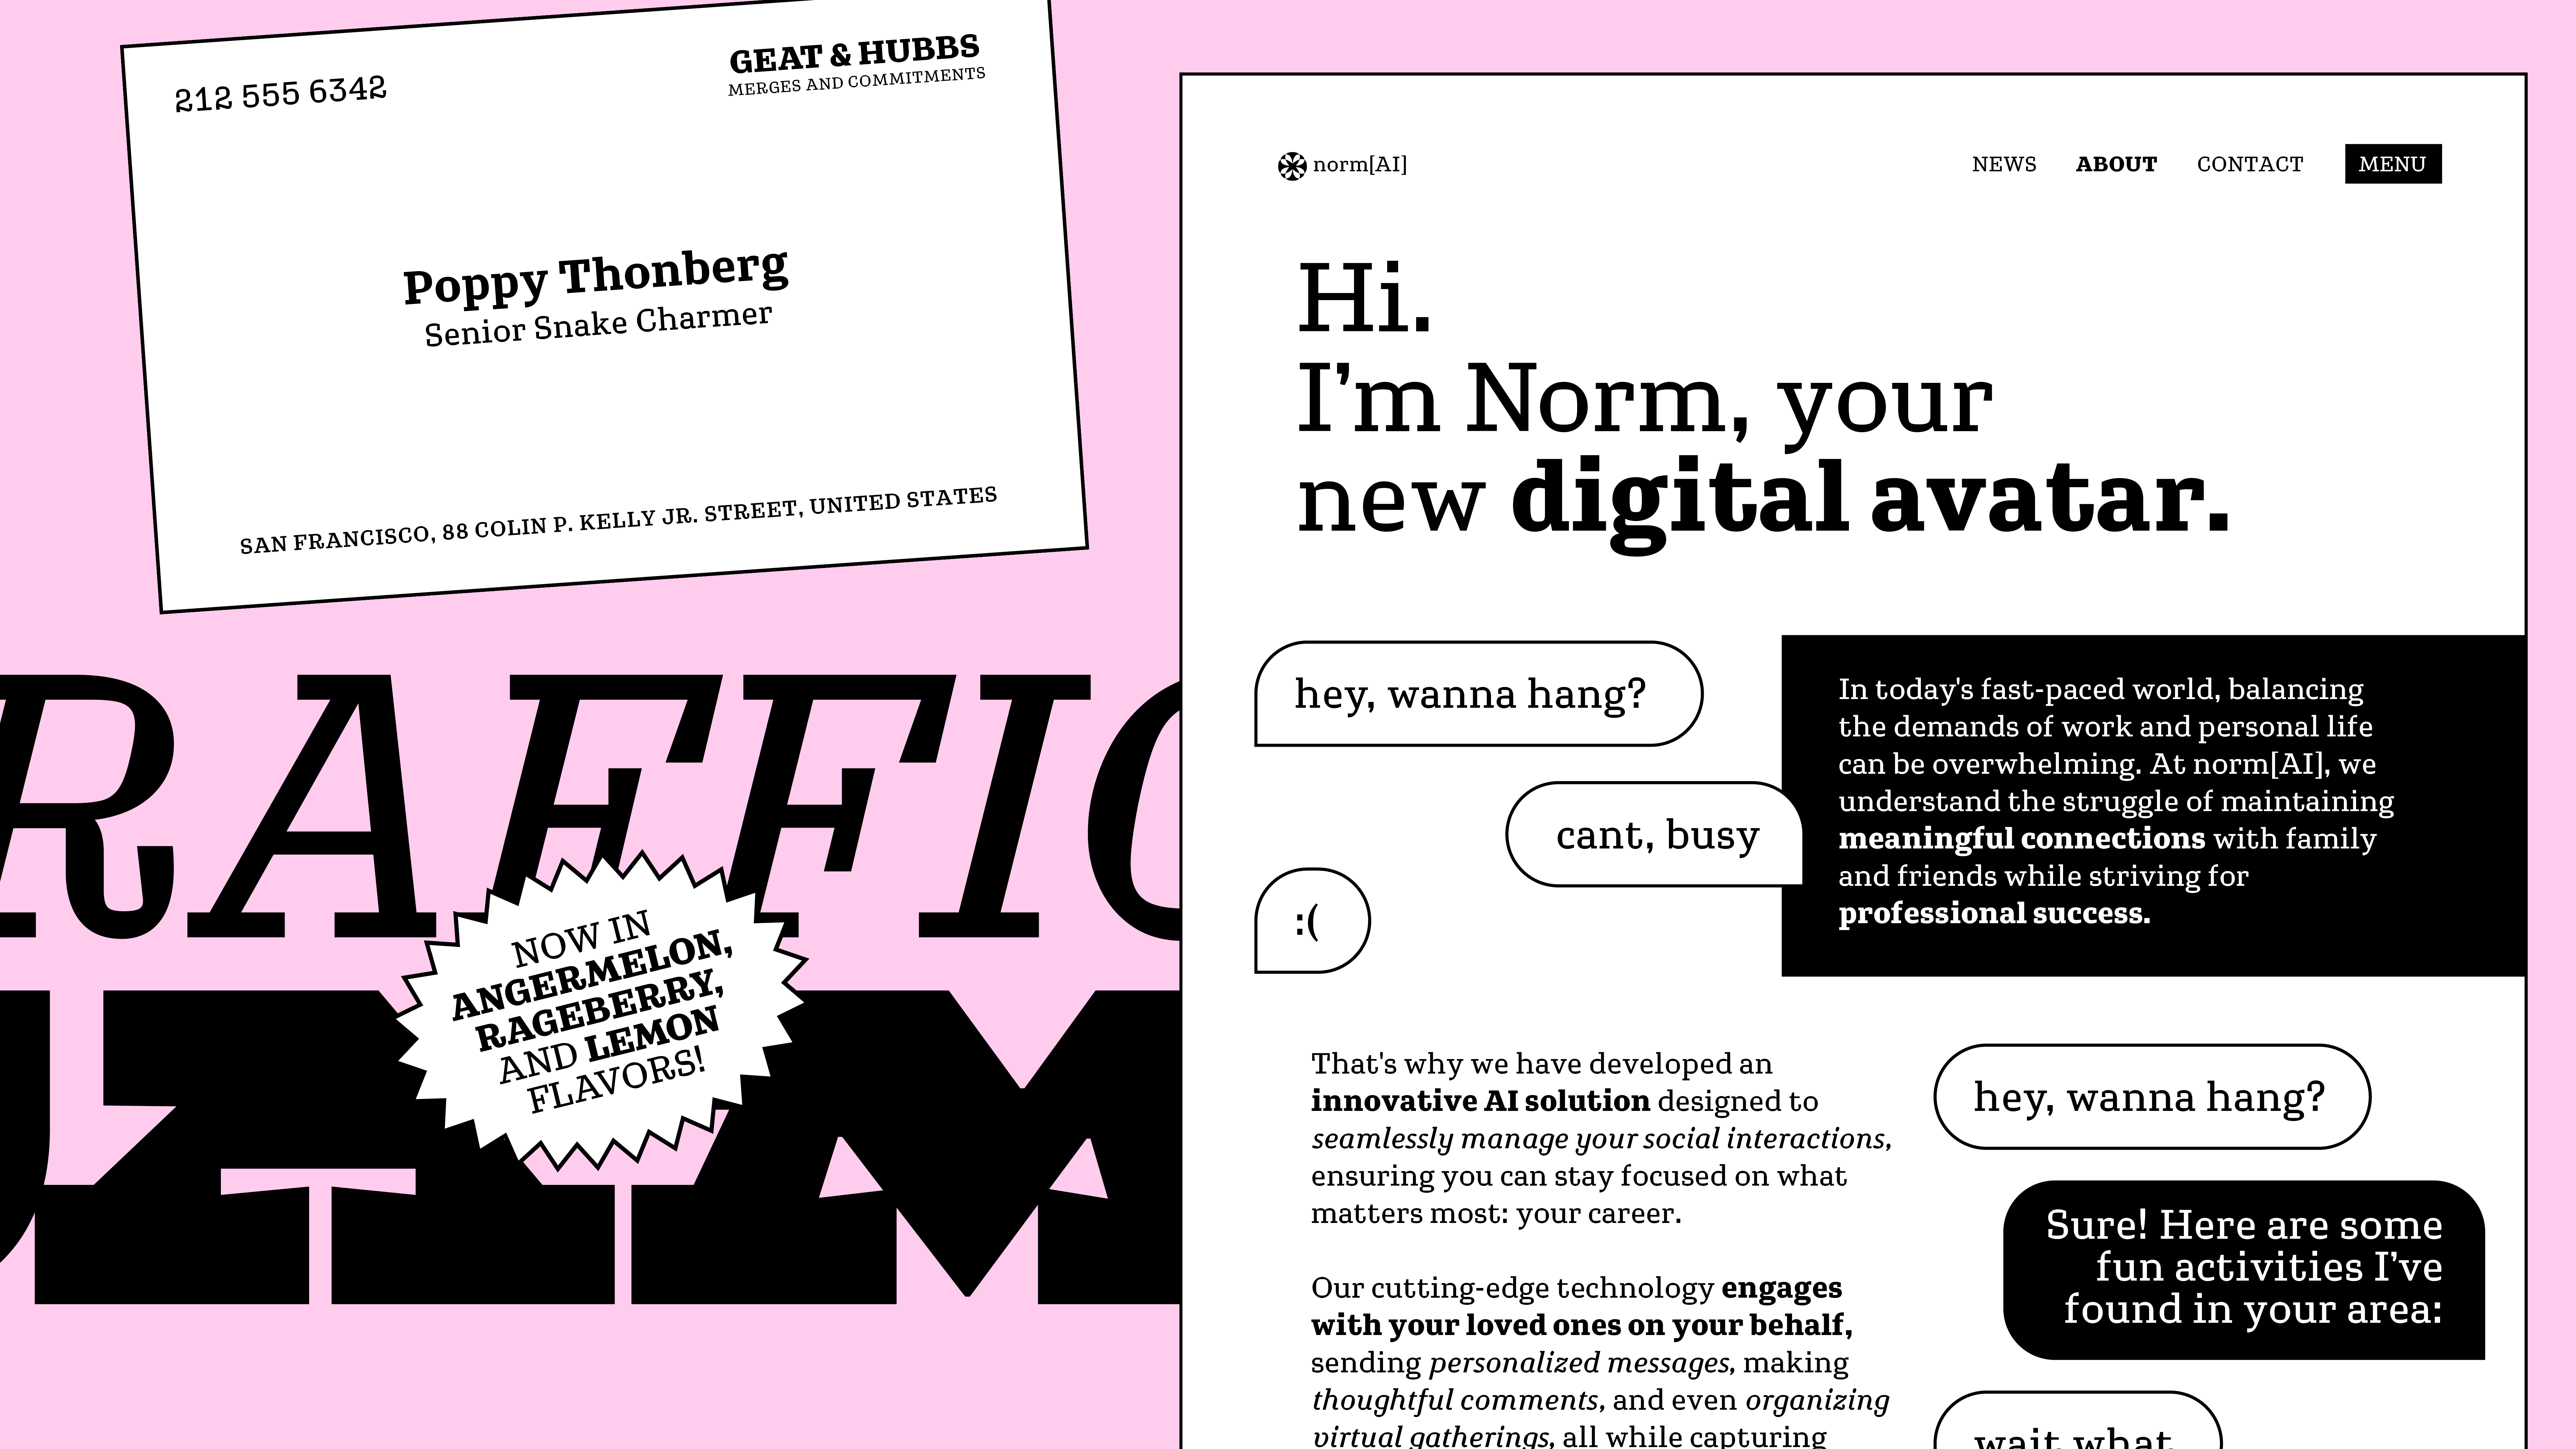 212 555 6342
GEAT & HUBBS
MERGES AND COMMITMENTS
Poppy Thonberg
Senior Snake Charmer
SAN FRANCISCO, 88 COLIN P. KELLY JR. STREET, UNITED STATES
RAFFIC
NOW IN
ANGERMELON,
RAGEBERRY,
AND LEMON
FLAVORS!
norm[AI]
NEWS ABOUT CONTACT MENU
Hi.
I’m Norm, your
new digital avatar.
hey, wanna hang?
cant, busy
:(
In today's fast-paced world, balancing
the demands of work and personal life
can be overwhelming. At norm[AI], we
understand the struggle of maintaining
meaningful connections with family
and friends while striving for
professional success.
That's why we have developed an
innovative AI solution designed to
seamlessly manage your social interactions,
ensuring you can stay focused on what
matters most: your career.
Our cutting-edge technology engages
with your loved ones on your behalf,
sending personalized messages, making
thoughtful comments, and even organizing
virtual gatherings, all while capturing
hey, wanna hang?
Sure! Here are some
fun activities I’ve
found in your area:
wait what